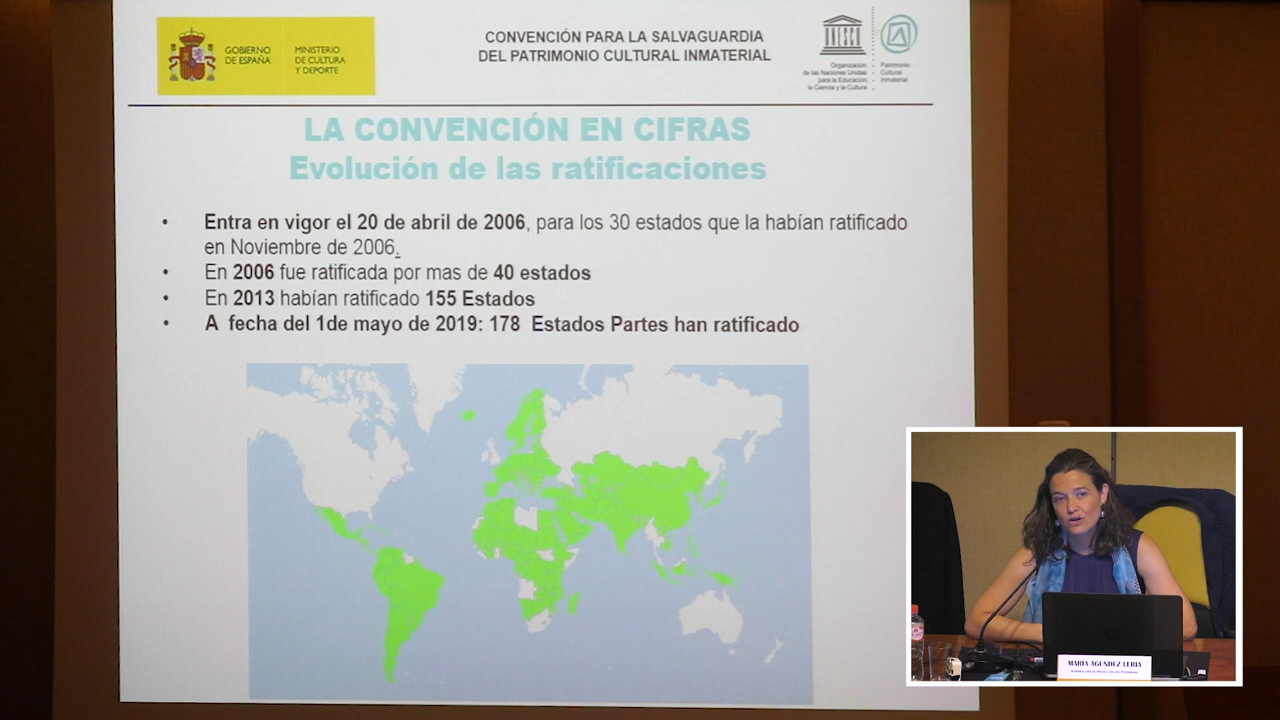 GOBIERNO
DE ESPAÑA
MINISTERIO
DE CULTURA
Y DEPORTE
CONVENCIÓN PARA LA SALVAGUARDIA
DEL PATRIMONIO CULTURAL INMATERIAL
UNESCO
Organización
de las Naciones Unidas
para la Educación,
la Ciencia y la Cultura
Patrimonio
Cultural
Inmaterial
LA CONVENCIÓN EN CIFRAS
Evolución de las ratificaciones
• Entra en vigor el 20 de abril de 2006, para los 30 estados que la habían ratificado
en Noviembre de 2006.
• En 2006 fue ratificada por mas de 40 estados
• En 2013 habían ratificado 155 Estados
• A fecha del 1de mayo de 2019: 178 Estados Partes han ratificado
MARIA AGÚNDEZ LERIA